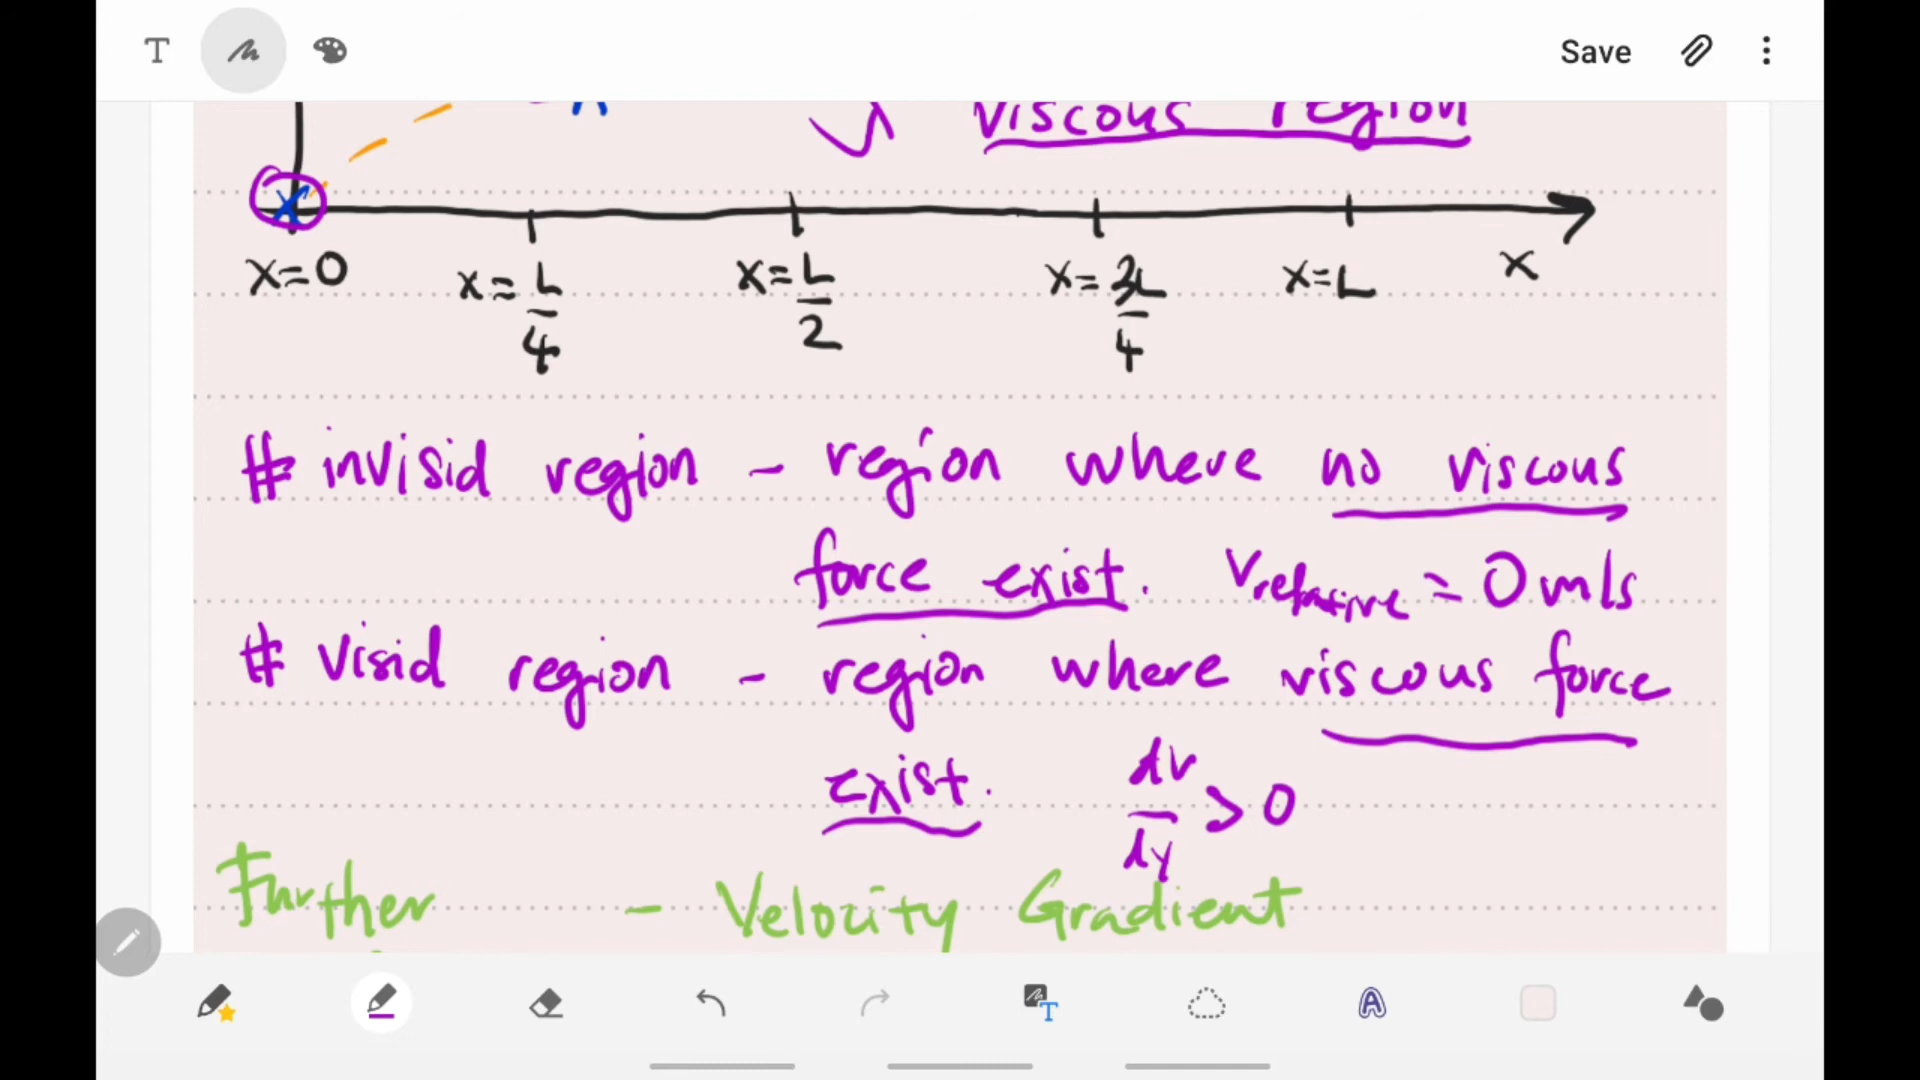 T
Save
viscous region
x=0
x=L/4
x=L/2
x=3L/4
x=L
x
# invisid region - region where no viscous
force exist. Vrelative = 0 m/s
# visid region - region where viscous force
exist. dv/dy > 0
Further - Velocity Gradient